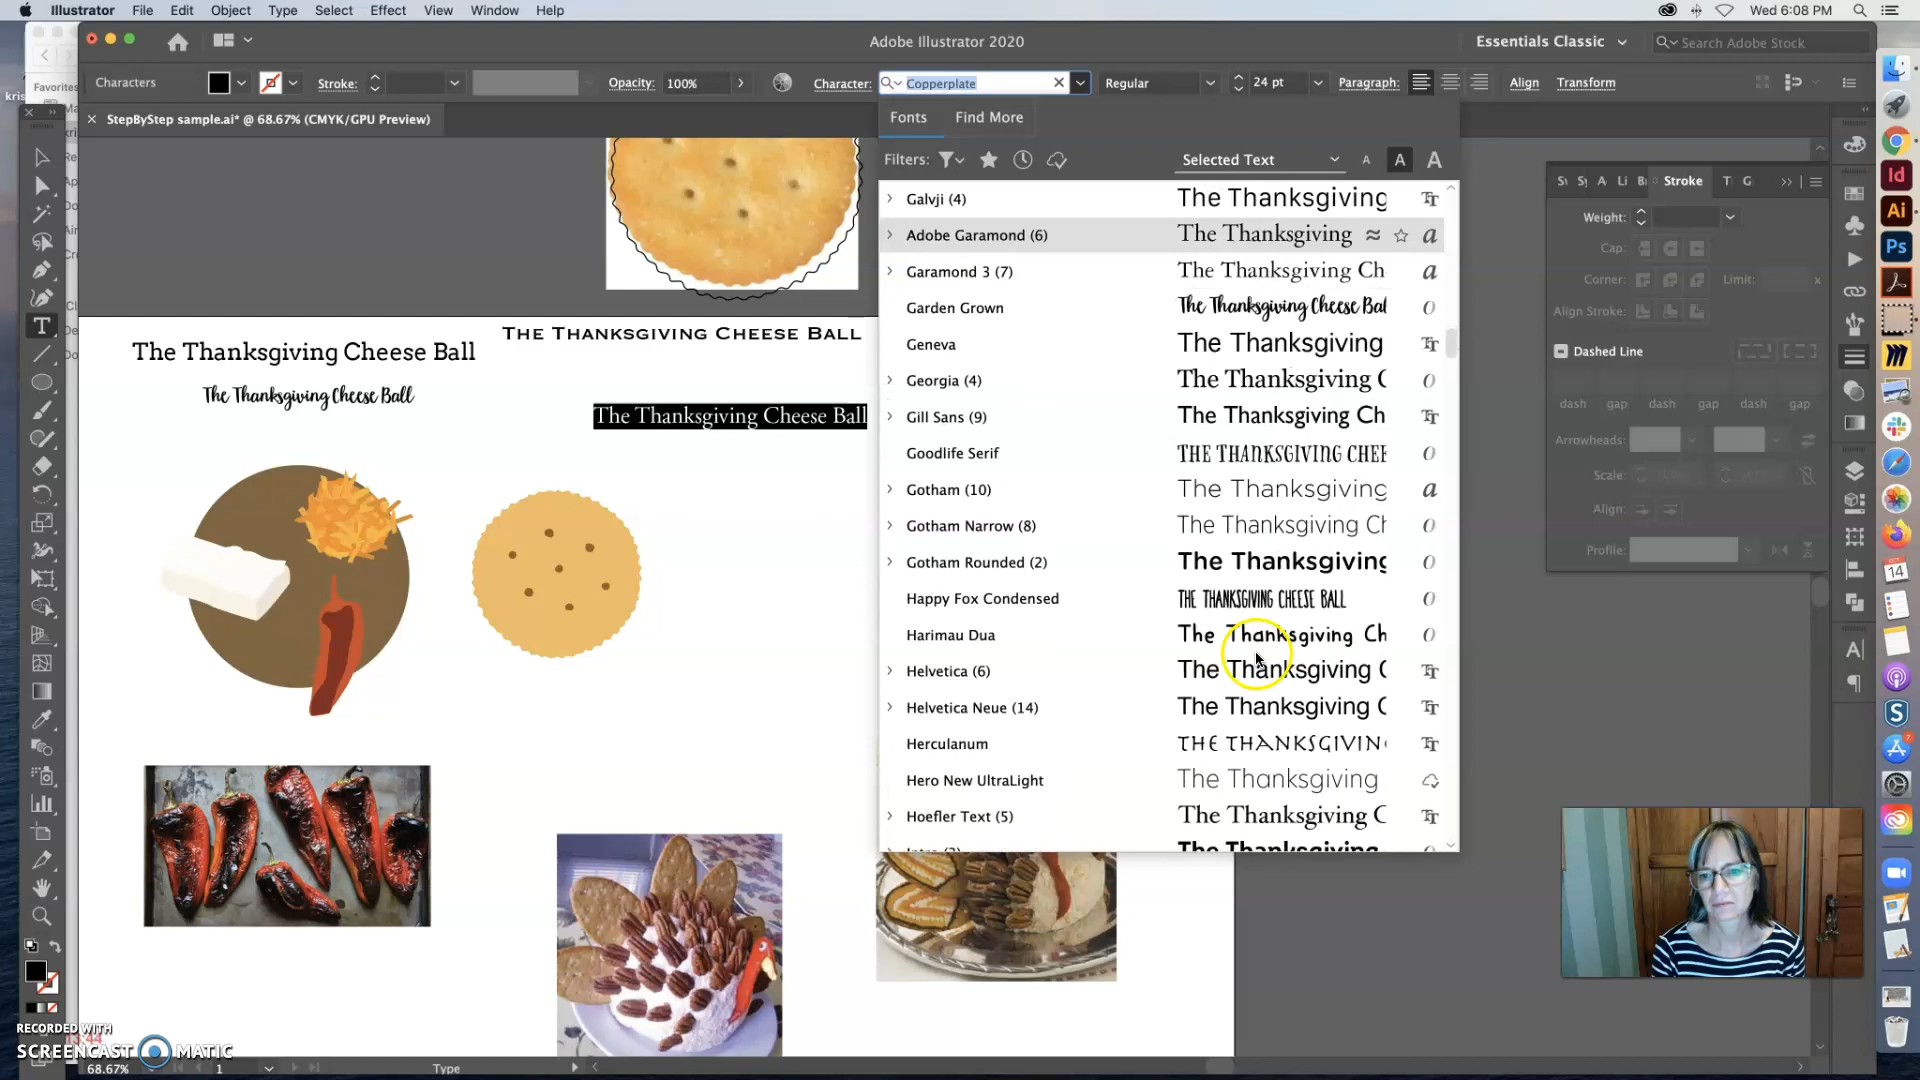 Illustrator File Edit Object Type Select Effect View Window Help Wed 6:08 PM
Adobe Illustrator 2020 Essentials Classic Search Adobe Stock
Characters Stroke: Opacity: 100% Character: Copperplate Regular 24 pt Paragraph: Align Transform
StepByStep sample.ai* @ 68.67% (CMYK/GPU Preview)
Favorites
Fonts Find More
Filters: Selected Text A A A
Galvji (4) The Thanksgiving
Adobe Garamond (6) The Thanksgiving
Garamond 3 (7) The Thanksgiving Ch
Garden Grown The Thanksgiving Cheese Bal
Geneva The Thanksgiving
Georgia (4) The Thanksgiving C
Gill Sans (9) The Thanksgiving Ch
Goodlife Serif THE THANKSGIVING CHEE
Gotham (10) The Thanksgiving
Gotham Narrow (8) The Thanksgiving Ch
Gotham Rounded (2) The Thanksgiving
Happy Fox Condensed THE THANKSGIVING CHEESE BALL
Harimau Dua The Thanksgiving Ch
Helvetica (6) The Thanksgiving C
Helvetica Neue (14) The Thanksgiving C
Herculanum THE THANKSGIVING
Hero New UltraLight The Thanksgiving
Hoefler Text (5) The Thanksgiving C
The Thanksgiving Cheese Ball
The Thanksgiving Cheese Ball
The Thanksgiving Cheese Ball
The Thanksgiving Cheese Ball
Stroke
Weight:
Cap:
Corner: Limit: x
Align Stroke:
Dashed Line
dash gap dash gap dash gap
Arrowheads:
Scale:
Align:
Profile:
Id
Ai
Ps
OCT
14
RECORDED WITH
SCREENCAST MATIC
68.67% 1 Type